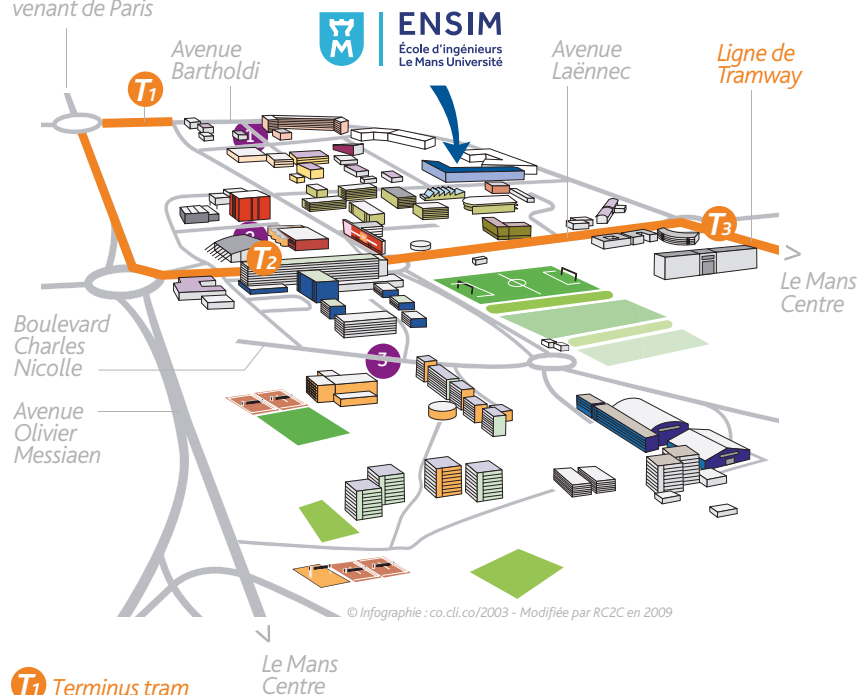 venant de Paris
ENSIM
École d'ingénieurs
Le Mans Université
Avenue
Bartholdi
Avenue
Laënnec
Ligne de
Tramway
T1
1
2
T2
T3
Le Mans
Centre
Boulevard
Charles
Nicolle
3
Avenue
Olivier
Messiaen
© Infographie : co.cli.co/2003 - Modifiée par RC2C en 2009
Le Mans
Centre
T1 Terminus tram